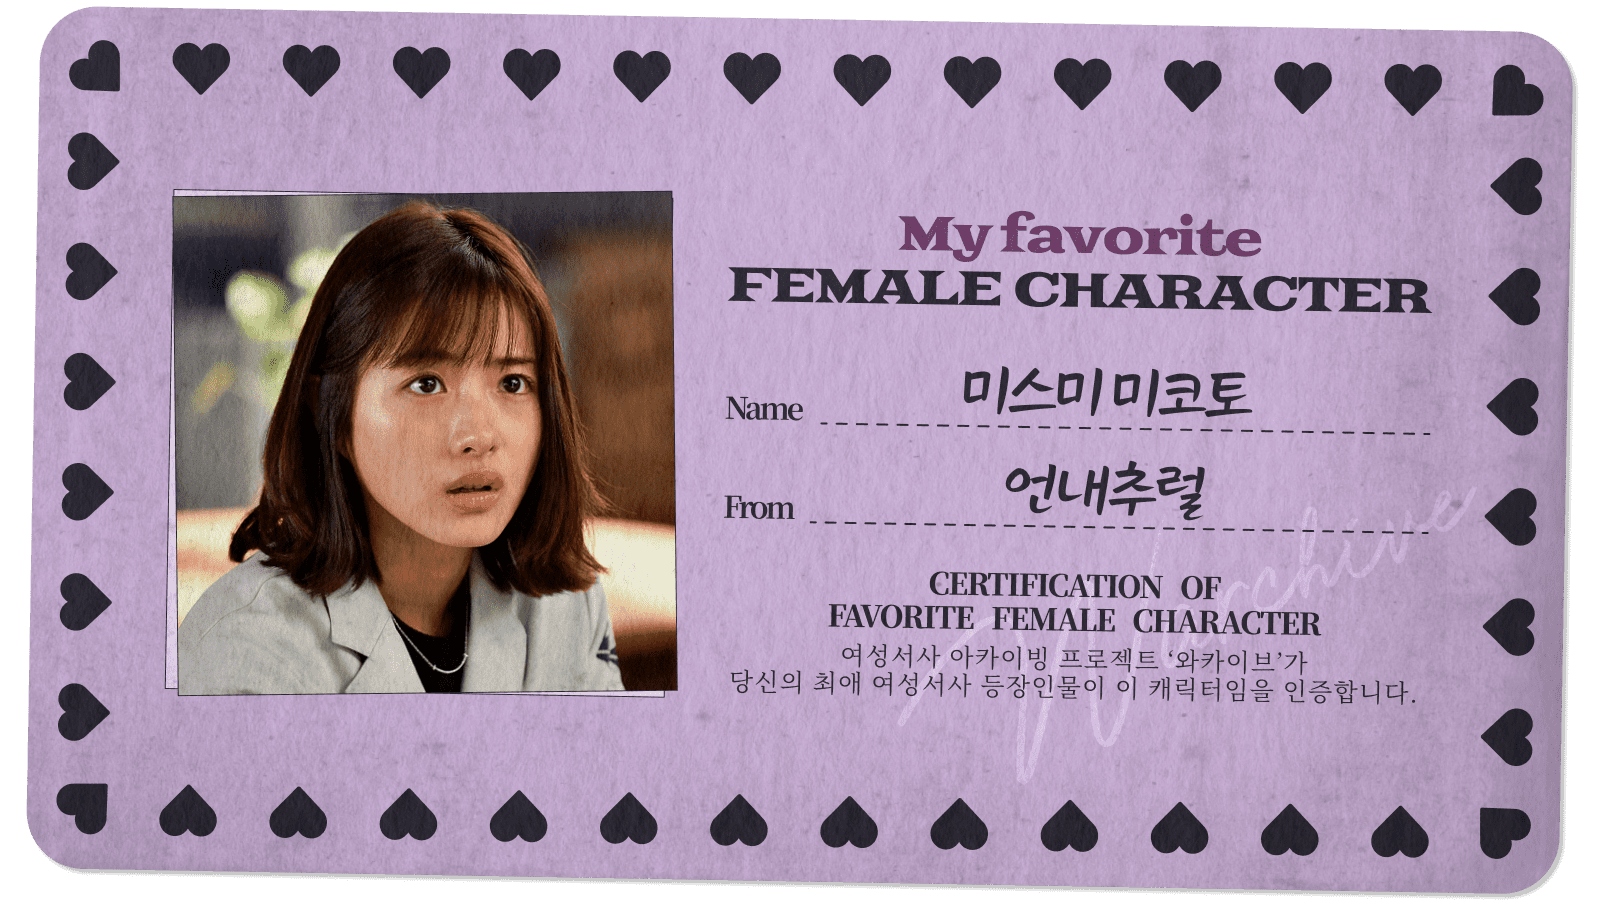 My favorite
FEMALE CHARACTER
Name 미스미 미코토
From 언내추럴
CERTIFICATION OF
FAVORITE FEMALE CHARACTER
여성서사 아카이빙 프로젝트 ‘와카이브’가
당신의 최애 여성서사 등장인물이 이 캐릭터임을 인증합니다.
Warchive